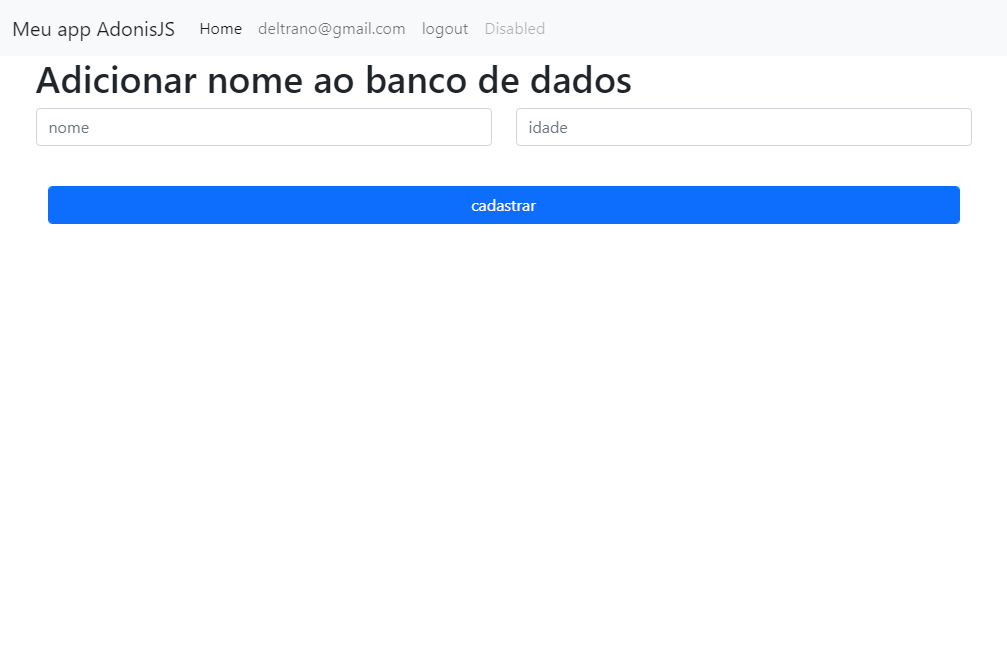 Meu app AdonisJS Home deltrano@gmail.com logout Disabled
Adicionar nome ao banco de dados
nome idade
cadastrar